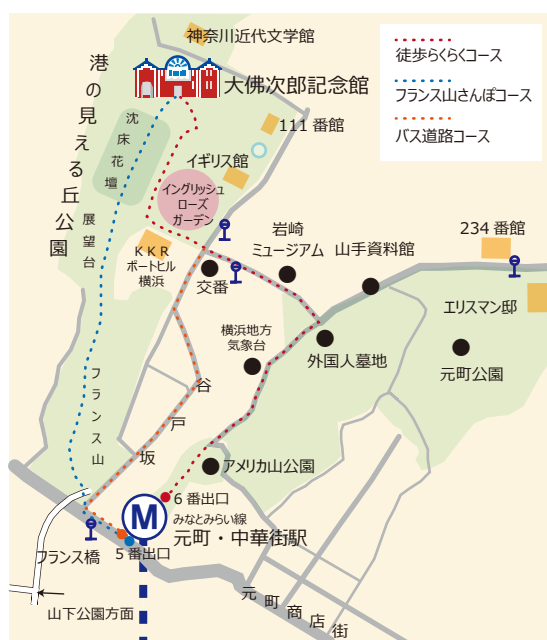 神奈川近代文学館
大佛次郎記念館
徒歩らくらくコース
フランス山さんぽコース
バス道路コース
港の見える丘公園
沈床花壇
展望台
111番館
イギリス館
イングリッシュ
ローズ
ガーデン
KKR
ポートヒル
横浜
交番
岩崎
ミュージアム
山手資料館
234番館
エリスマン邸
横浜地方
気象台
外国人墓地
元町公園
フランス山
谷戸坂
アメリカ山公園
6番出口
M
みなとみらい線
元町・中華街駅
5番出口
フランス橋
山下公園方面
元町商店街